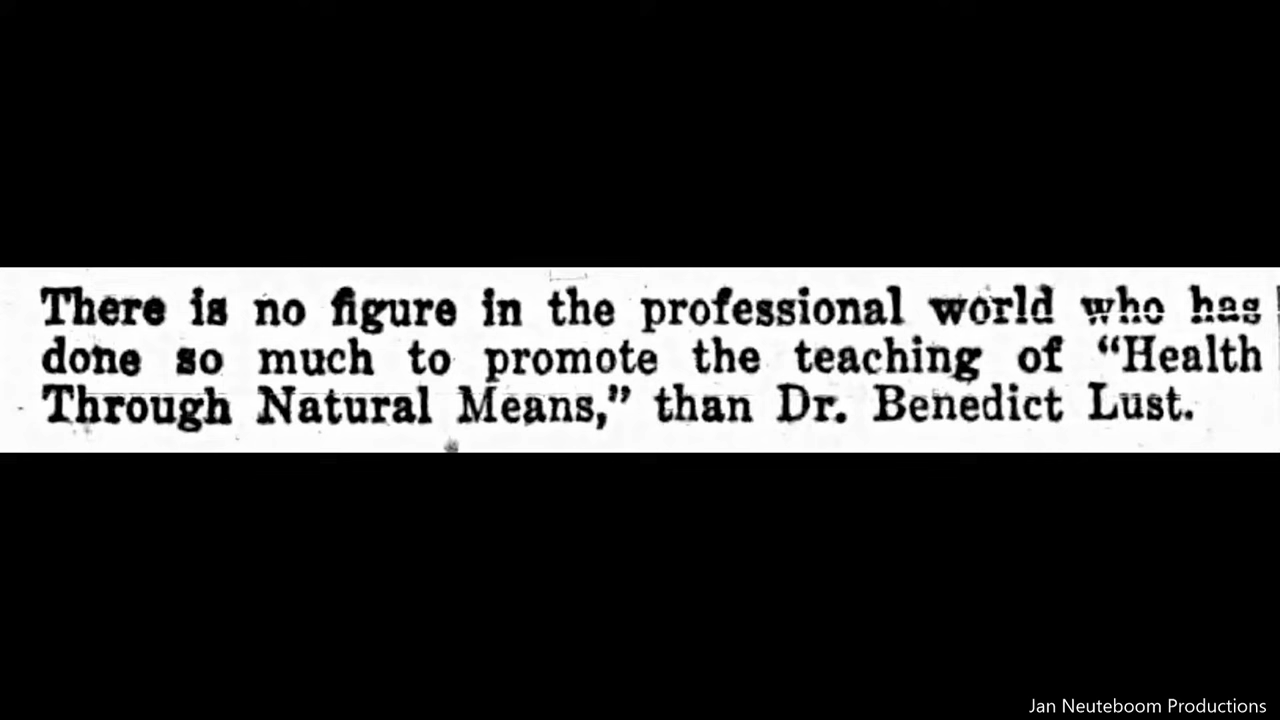 There is no figure in the professional world who has
done so much to promote the teaching of “Health
Through Natural Means,” than Dr. Benedict Lust.
Jan Neuteboom Productions